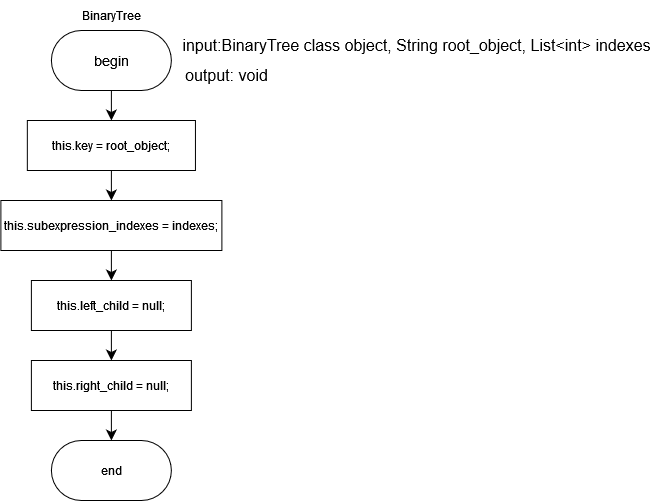 BinaryTree
begin
input:BinaryTree class object, String root_object, List<int> indexes
output: void
this.key = root_object;
this.subexpression_indexes = indexes;
this.left_child = null;
this.right_child = null;
end